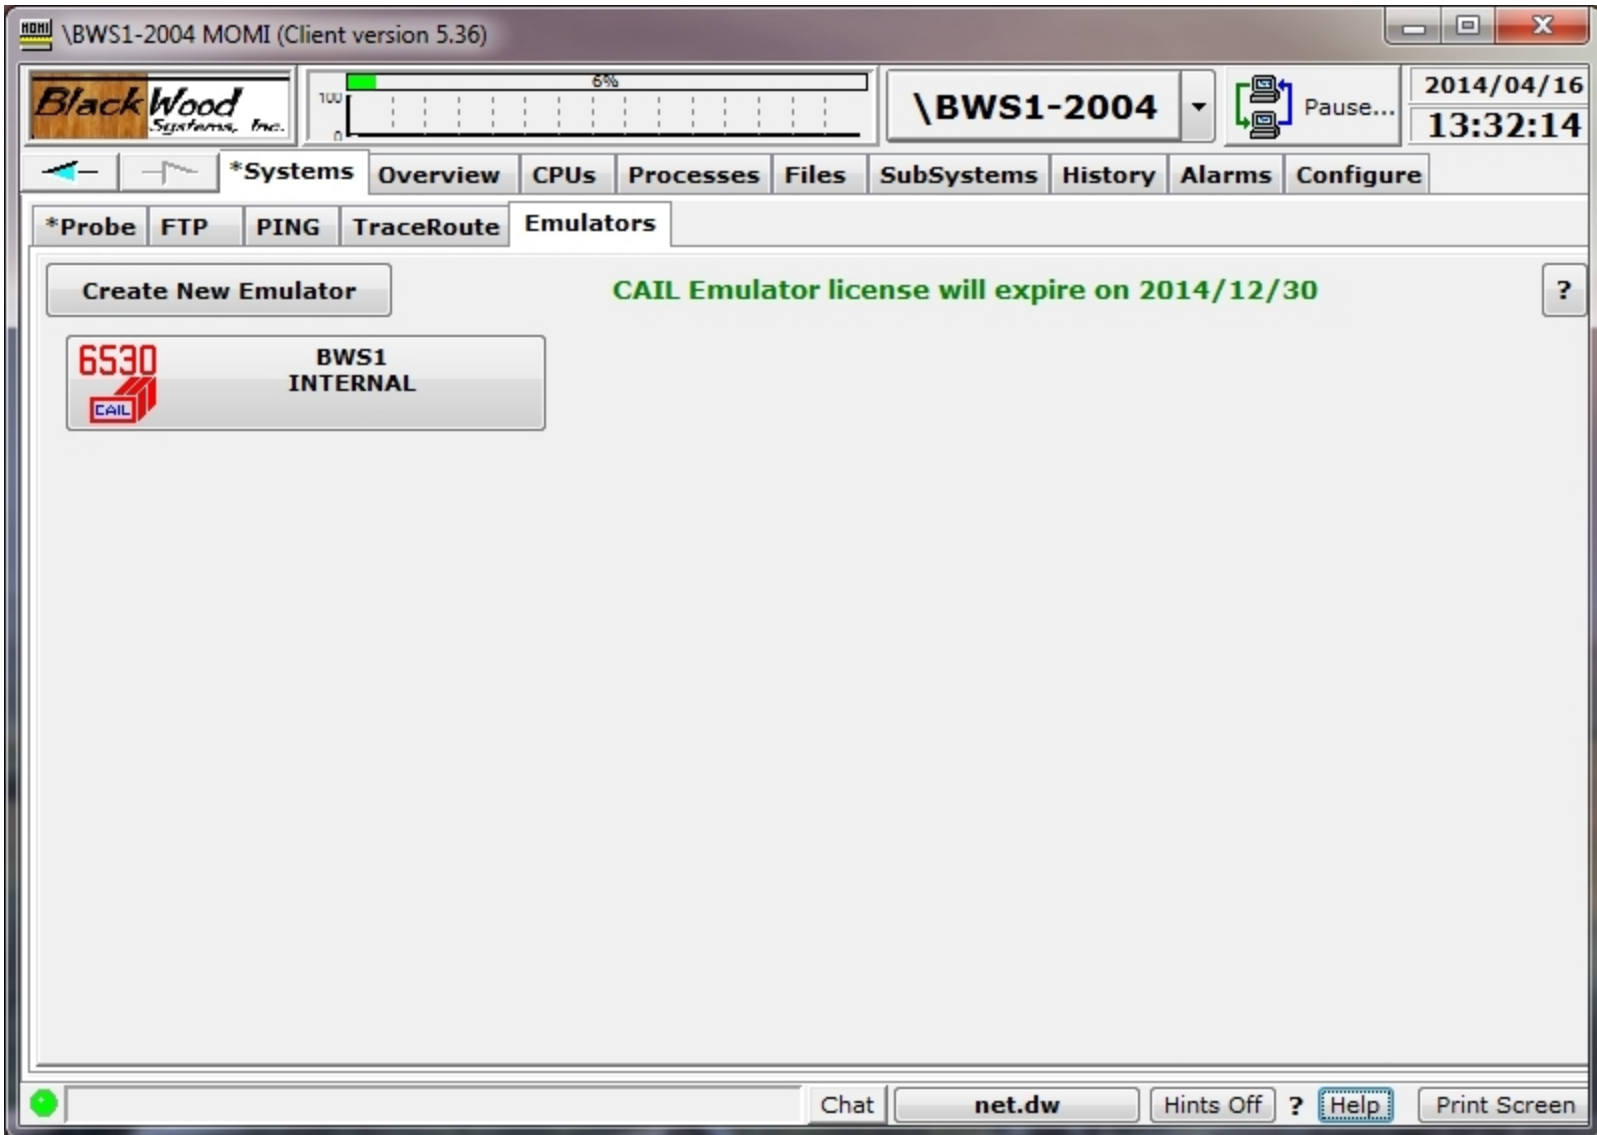 MOMI \BWS1-2004 MOMI (Client version 5.36)
BlackWood
Systems, Inc.
6%
100
0
\BWS1-2004
Pause...
2014/04/16
13:32:14
*Systems Overview CPUs Processes Files SubSystems History Alarms Configure
*Probe FTP PING TraceRoute Emulators
Create New Emulator CAIL Emulator license will expire on 2014/12/30 ?
6530
CAIL
BWS1
INTERNAL
Chat net.dw Hints Off ? Help Print Screen